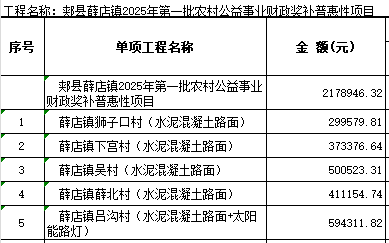 工程名称：郏县薛店镇2025年第一批农村公益事业财政奖补普惠性项目
序号 单项工程名称 金 额(元)
郏县薛店镇2025年第一批农村公益事业
财政奖补普惠性项目 2178946.32
1 薛店镇狮子口村（水泥混凝土路面） 299579.81
2 薛店镇下宫村（水泥混凝土路面） 373376.64
3 薛店镇吴村（水泥混凝土路面） 500523.31
4 薛店镇薛北村（水泥混凝土路面） 411154.74
5 薛店镇吕沟村（水泥混凝土路面+太阳
能路灯） 594311.82